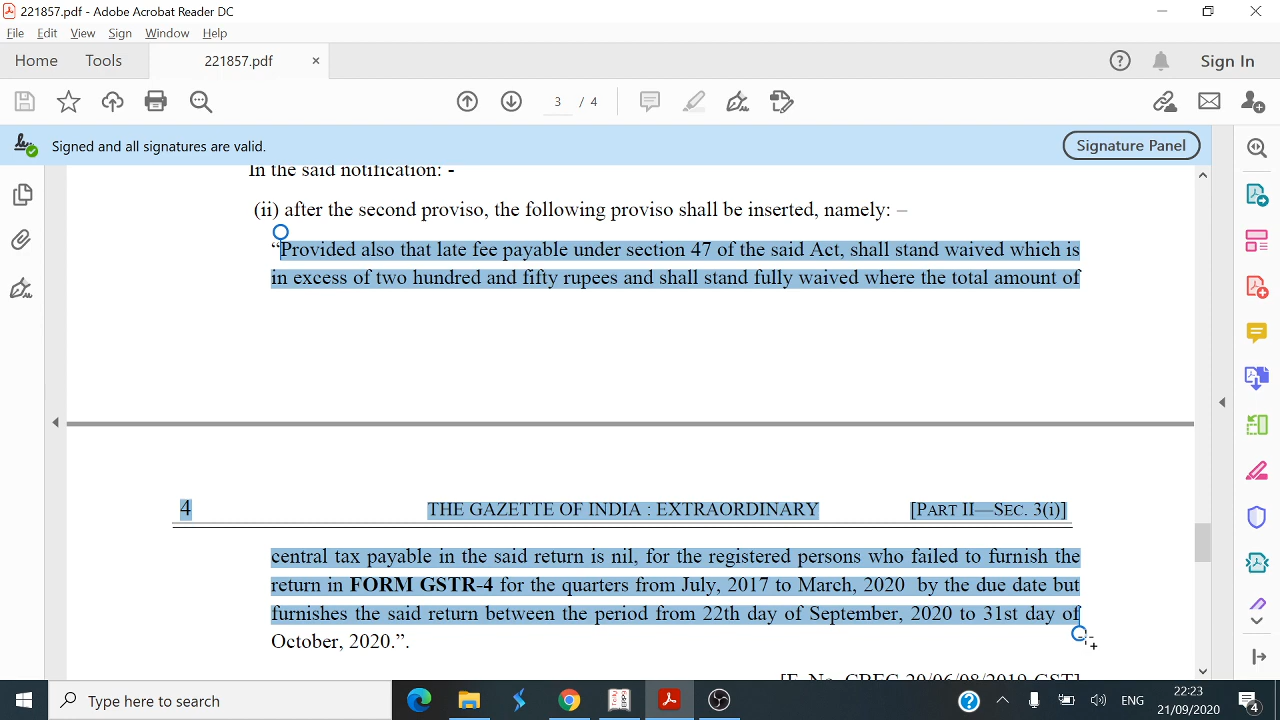 221857.pdf - Adobe Acrobat Reader DC
File Edit View Sign Window Help
Home Tools 221857.pdf × Sign In
3 / 4
Signed and all signatures are valid. Signature Panel
In the said notification: -
(ii) after the second proviso, the following proviso shall be inserted, namely: –
“Provided also that late fee payable under section 47 of the said Act, shall stand waived which is
in excess of two hundred and fifty rupees and shall stand fully waived where the total amount of
4 THE GAZETTE OF INDIA : EXTRAORDINARY [PART II—SEC. 3(i)]
central tax payable in the said return is nil, for the registered persons who failed to furnish the
return in FORM GSTR-4 for the quarters from July, 2017 to March, 2020 by the due date but
furnishes the said return between the period from 22th day of September, 2020 to 31st day of
October, 2020.”.
[F. No. CBEC-20/06/08/2019-GST]
Type here to search
ENG
22:23
21/09/2020
4